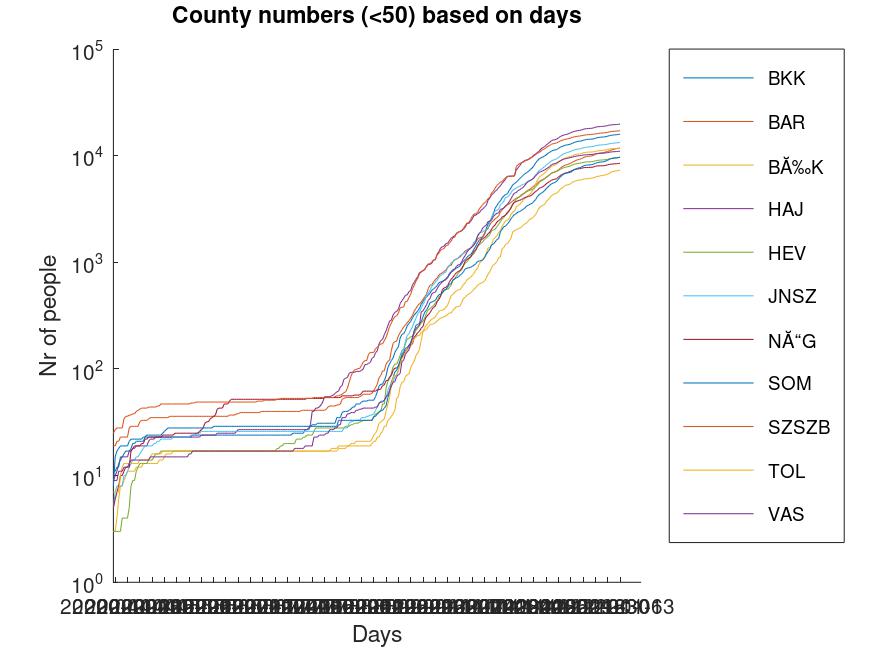 County numbers (<50) based on days
10^5
10^4
10^3
10^2
10^1
10^0
Nr of people
Days
BKK
BAR
BĂ‰K
HAJ
HEV
JNSZ
NĂ“G
SOM
SZSZB
TOL
VAS